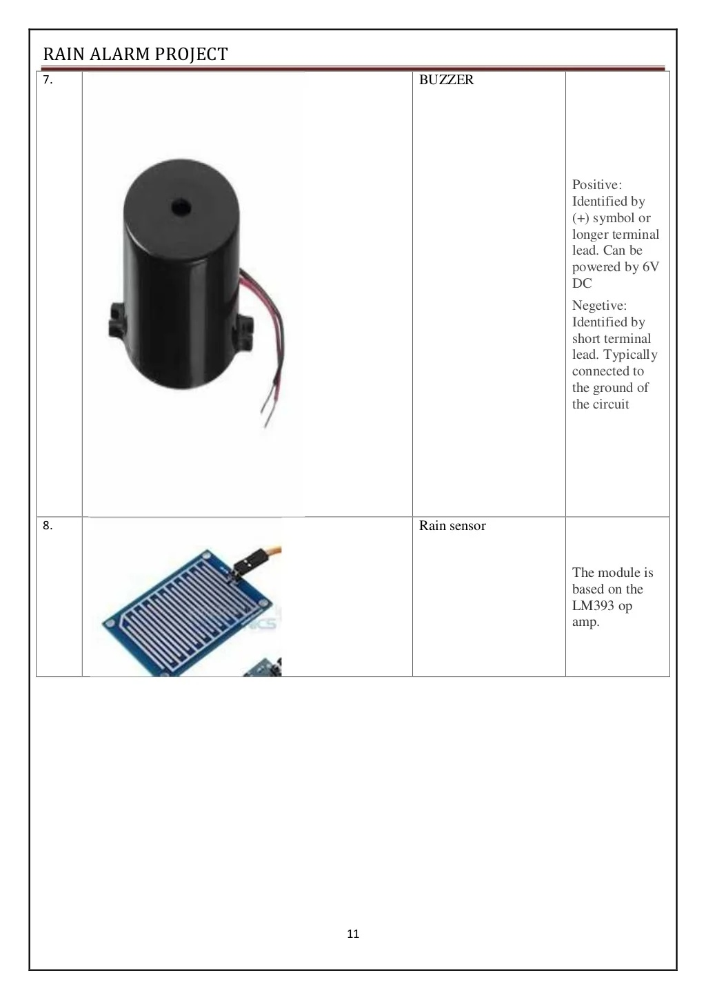 RAIN ALARM PROJECT
7.
BUZZER
Positive:
Identified by
(+) symbol or
longer terminal
lead. Can be
powered by 6V
DC
Negetive:
Identified by
short terminal
lead. Typically
connected to
the ground of
the circuit
8.
Rain sensor
The module is
based on the
LM393 op
amp.
11